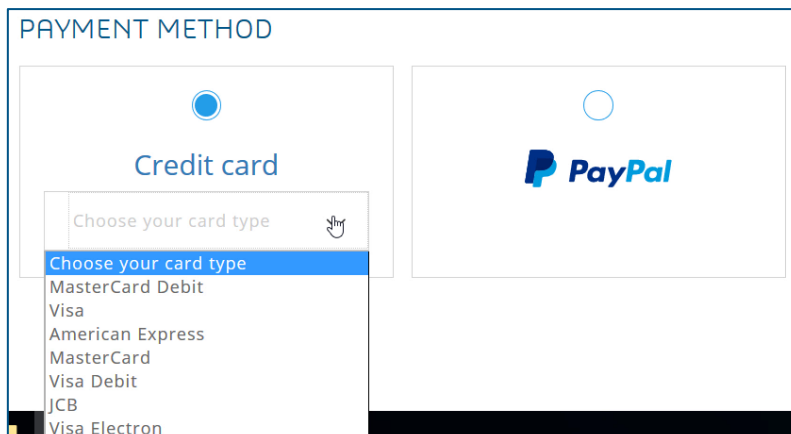 PAYMENT METHOD
Credit card
PayPal
Choose your card type
Choose your card type
MasterCard Debit
Visa
American Express
MasterCard
Visa Debit
JCB
Visa Electron